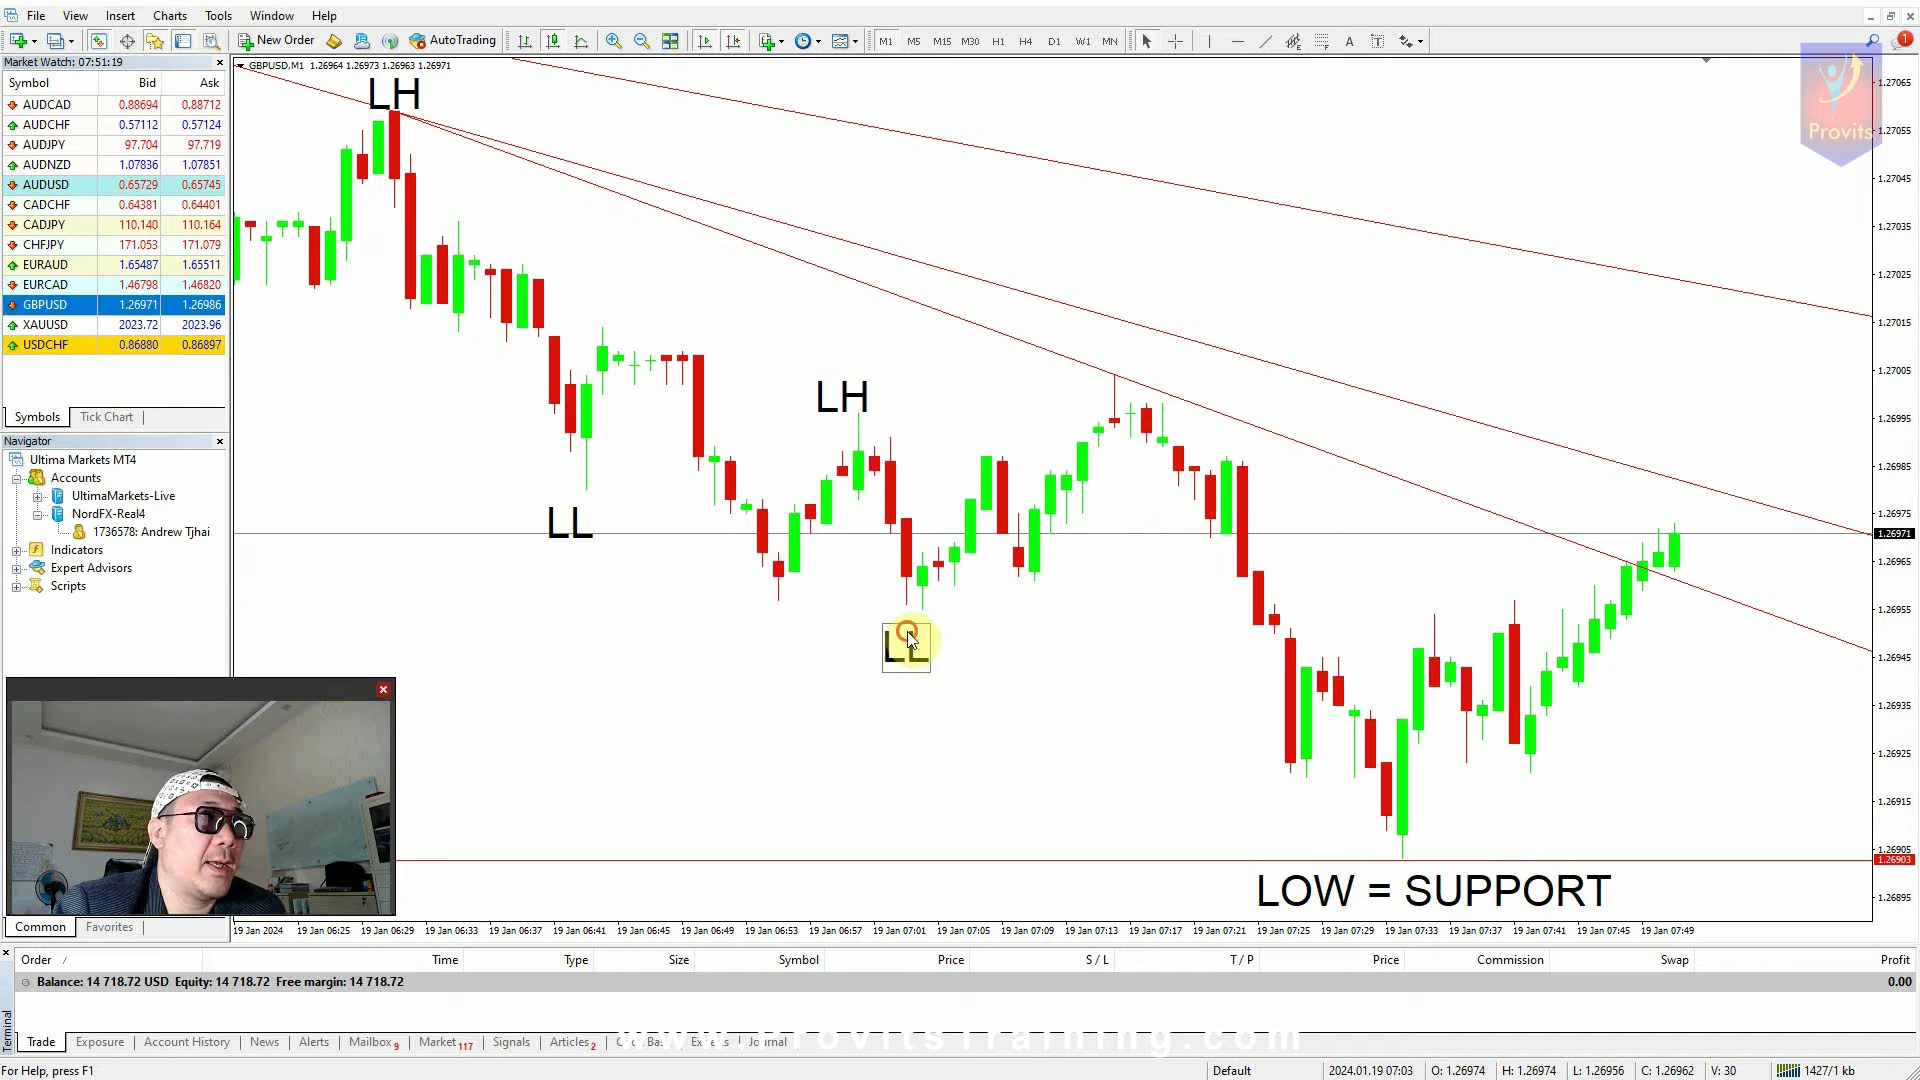 File View Insert Charts Tools Window Help
New Order AutoTrading M1 M5 M15 M30 H1 H4 D1 W1 MN A T 1
Market Watch: 07:51:19
Symbol Bid Ask
AUDCAD 0.88694 0.88712
AUDCHF 0.57112 0.57124
AUDJPY 97.704 97.719
AUDNZD 1.07836 1.07851
AUDUSD 0.65729 0.65745
CADCHF 0.64381 0.64401
CADJPY 110.140 110.164
CHFJPY 171.053 171.079
EURAUD 1.65487 1.65511
EURCAD 1.46798 1.46820
GBPUSD 1.26971 1.26986
XAUUSD 2023.72 2023.96
USDCHF 0.86880 0.86897
Symbols Tick Chart
Navigator
Ultima Markets MT4
Accounts
UltimaMarkets-Live
NordFX-Real4
1736578: Andrew Tjhai
Indicators
Expert Advisors
Scripts
Common Favorites
GBPUSD,M1 1.26964 1.26973 1.26963 1.26971
Provits
LH
LH
LL
LL
LOW = SUPPORT
1.27065
1.27055
1.27045
1.27035
1.27025
1.27015
1.27005
1.26995
1.26985
1.26975
1.26971
1.26965
1.26955
1.26945
1.26935
1.26925
1.26915
1.26905
1.26903
1.26895
19 Jan 2024 19 Jan 06:25 19 Jan 06:29 19 Jan 06:33 19 Jan 06:37 19 Jan 06:41 19 Jan 06:45 19 Jan 06:49 19 Jan 06:53 19 Jan 06:57 19 Jan 07:01 19 Jan 07:05 19 Jan 07:09 19 Jan 07:13 19 Jan 07:17 19 Jan 07:21 19 Jan 07:25 19 Jan 07:29 19 Jan 07:33 19 Jan 07:37 19 Jan 07:41 19 Jan 07:45 19 Jan 07:49
Order / Time Type Size Symbol Price S / L T / P Price Commission Swap Profit
Balance: 14 718.72 USD Equity: 14 718.72 Free margin: 14 718.72 0.00
Terminal
Trade Exposure Account History News Alerts Mailbox 9 Market 117 Signals Articles 2 Journal
www.ProvitsTraining.com
For Help, press F1 Default 2024.01.19 07:03 O: 1.26974 H: 1.26974 L: 1.26956 C: 1.26962 V: 30 1427/1 kb